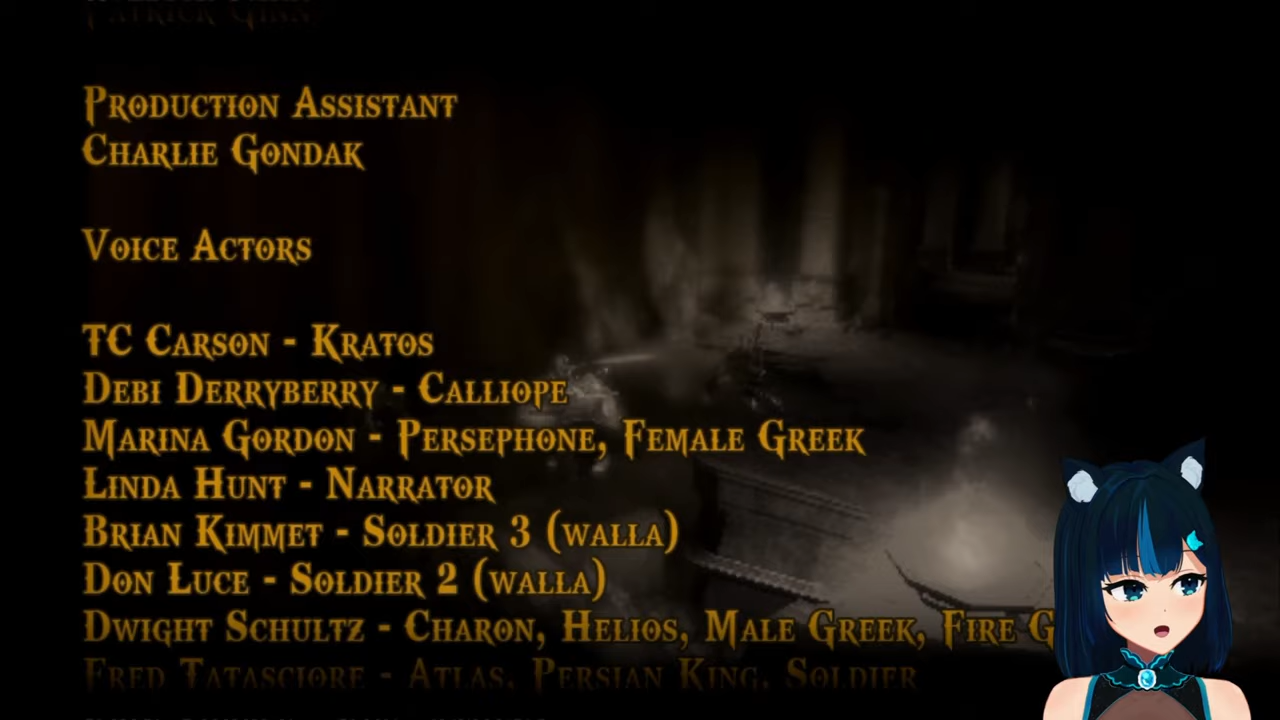 Patrick Ginn
Production Assistant
Charlie Gondak
Voice Actors
TC Carson - Kratos
Debi Derryberry - Calliope
Marina Gordon - Persephone, Female Greek
Linda Hunt - Narrator
Brian Kimmet - Soldier 3 (walla)
Don Luce - Soldier 2 (walla)
Dwight Schultz - Charon, Helios, Male Greek, Fire G
Fred Tatasciore - Atlas, Persian King, Soldier